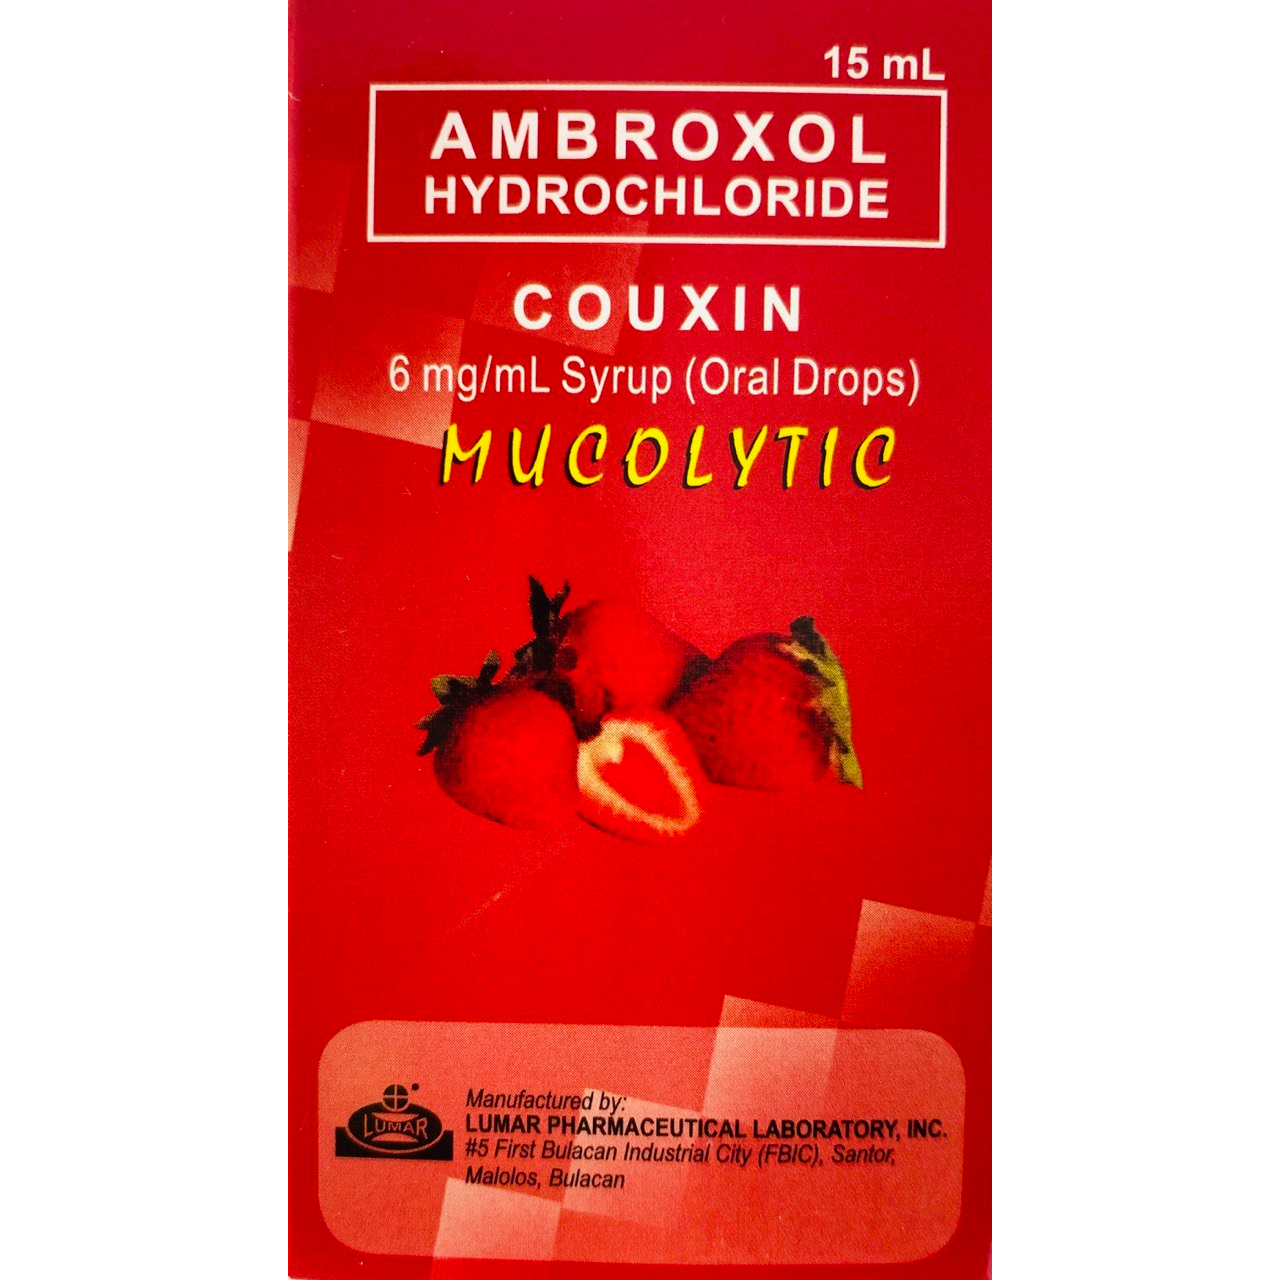 15 mL
AMBROXOL
HYDROCHLORIDE
COUXIN
6 mg/mL Syrup (Oral Drops)
MUCOLYTIC
LUMAR
Manufactured by:
LUMAR PHARMACEUTICAL LABORATORY, INC.
#5 First Bulacan Industrial City (FBIC), Santor,
Malolos, Bulacan